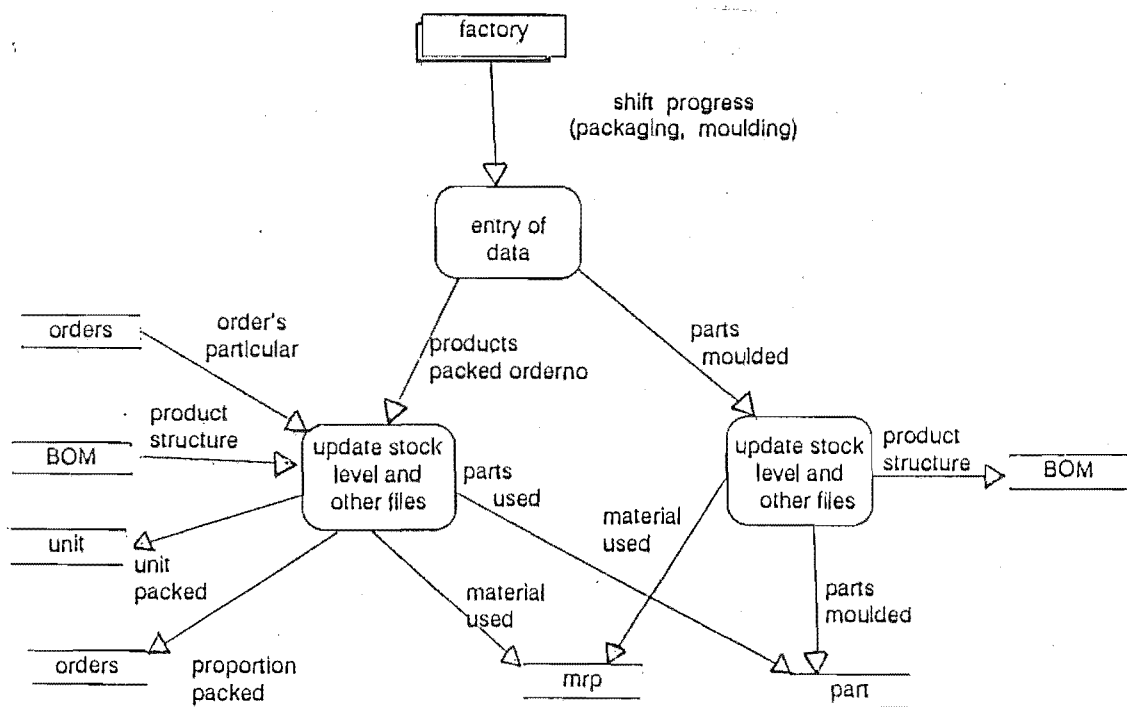 factory
shift progress
(packaging, moulding)
entry of
data
orders
order's
particular
products
packed orderno
parts
moulded
BOM
product
structure
update stock
level and
other files
parts
used
update stock
level and
other files
product
structure
BOM
unit
unit
packed
material
used
material
used
parts
moulded
orders
proportion
packed
mrp
part